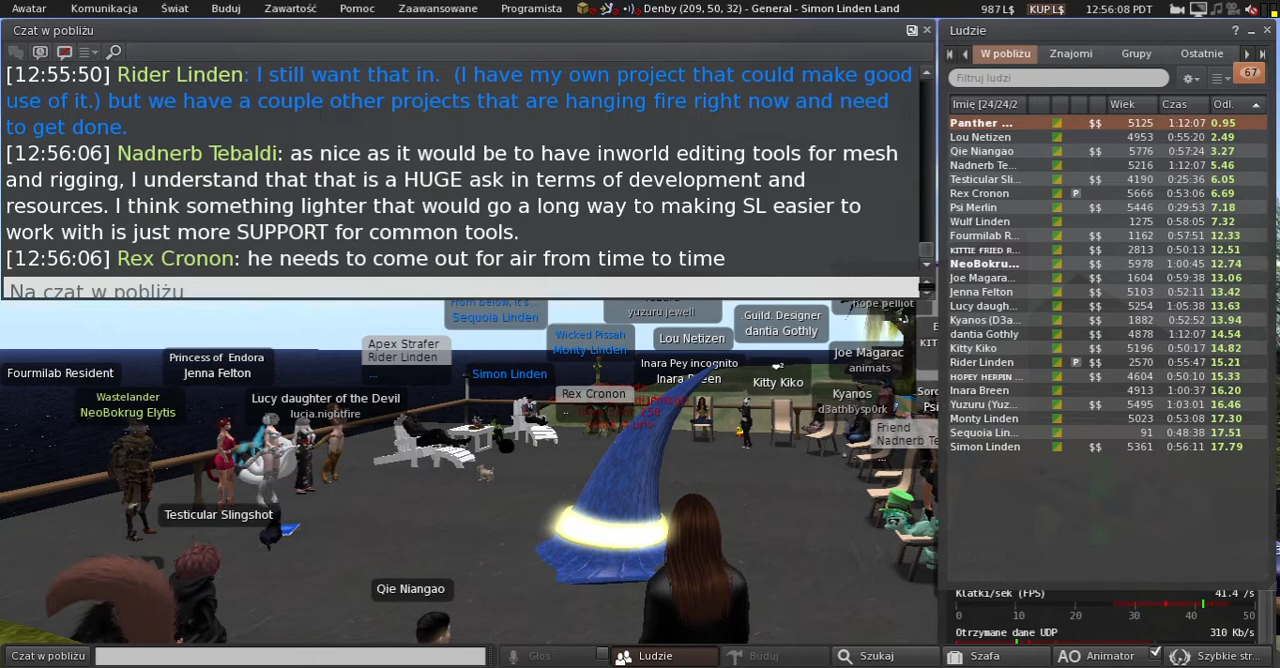 Awatar Komunikacja Świat Buduj Zawartość Pomoc Zaawansowane Programista Denby (209, 50, 32) - General - Simon Linden Land 987 L$ KUP L$ 12:56:08 PDT
Czat w pobliżu
[12:55:50] Rider Linden: I still want that in. (I have my own project that could make good
use of it.) but we have a couple other projects that are hanging fire right now and need
to get done.
[12:56:06] Nadnerb Tebaldi: as nice as it would be to have inworld editing tools for mesh
and rigging, I understand that that is a HUGE ask in terms of development and
resources. I think something lighter that would go a long way to making SL easier to
work with is just more SUPPORT for common tools.
[12:56:06] Rex Cronon: he needs to come out for air from time to time
Na czat w pobliżu
From below, it's ..
Sequoia Linden
yuzuru jewell
.Guild. Designer
dantia Gothly
Wicked Pissah
Monty Linden
Lou Netizen
Apex Strafer
Rider Linden
...
Princess of Endora
Jenna Felton
Fourmilab Resident
Simon Linden
Inara Pey incognito
Inara Breen
Kitty Kiko
Joe Magarac
animats
Wastelander
NeoBokrug Elytis
Lucy daughter of the Devil
lucia.nightfire
Rex Cronon
..
Kyanos
d3athbysp0rk
Friend
Nadnerb Te
Testicular Slingshot
Qie Niangao
Ludzie
W pobliżu Znajomi Grupy Ostatnie
Filtruj ludzi
67
Imię [24/24/2 Wiek Czas Odl.
Panther ... $$ 5125 1:12:07 0.95
Lou Netizen 4953 0:55:20 2.49
Qie Niangao $$ 5776 0:57:24 3.27
Nadnerb Te... 5216 1:12:07 5.46
Testicular Sli... $$ 4190 0:25:36 6.05
Rex Cronon P 5666 0:53:06 6.69
Psi Merlin $$ 5446 0:29:53 7.18
Wulf Linden 1275 0:58:05 7.32
Fourmilab R... $$ 1162 0:57:51 12.33
KITTIE FRIED R... $$ 2813 0:50:13 12.51
NeoBokru... $$ 5978 1:00:45 12.74
Joe Magara... $$ 1604 0:59:38 13.06
Jenna Felton $$ 5103 0:52:11 13.42
Lucy daugh... $$ 5254 1:05:38 13.63
Kyanos (D3a... $$ 1882 0:52:52 13.94
dantia Gothly $$ 4878 1:12:07 14.54
Kitty Kiko $$ 5196 0:50:17 14.82
Rider Linden P $$ 2570 0:55:47 15.21
HOPEY HERPIN ... $$ 4604 0:50:10 15.33
Inara Breen 4913 1:00:37 16.20
Yuzuru (Yuz... $$ 5495 1:03:01 16.46
Monty Linden 5023 0:53:08 17.30
Sequoia Lin... 91 0:48:38 17.51
Simon Linden $$ 5361 0:56:11 17.79
Klatki/sek (FPS) 41.4 /s
0 10 20 30 40 50
Otrzymane dane UDP 310 Kb/s
Czat w pobliżu Głos Ludzie Buduj Szukaj Szafa AO Animator Szybkie str...